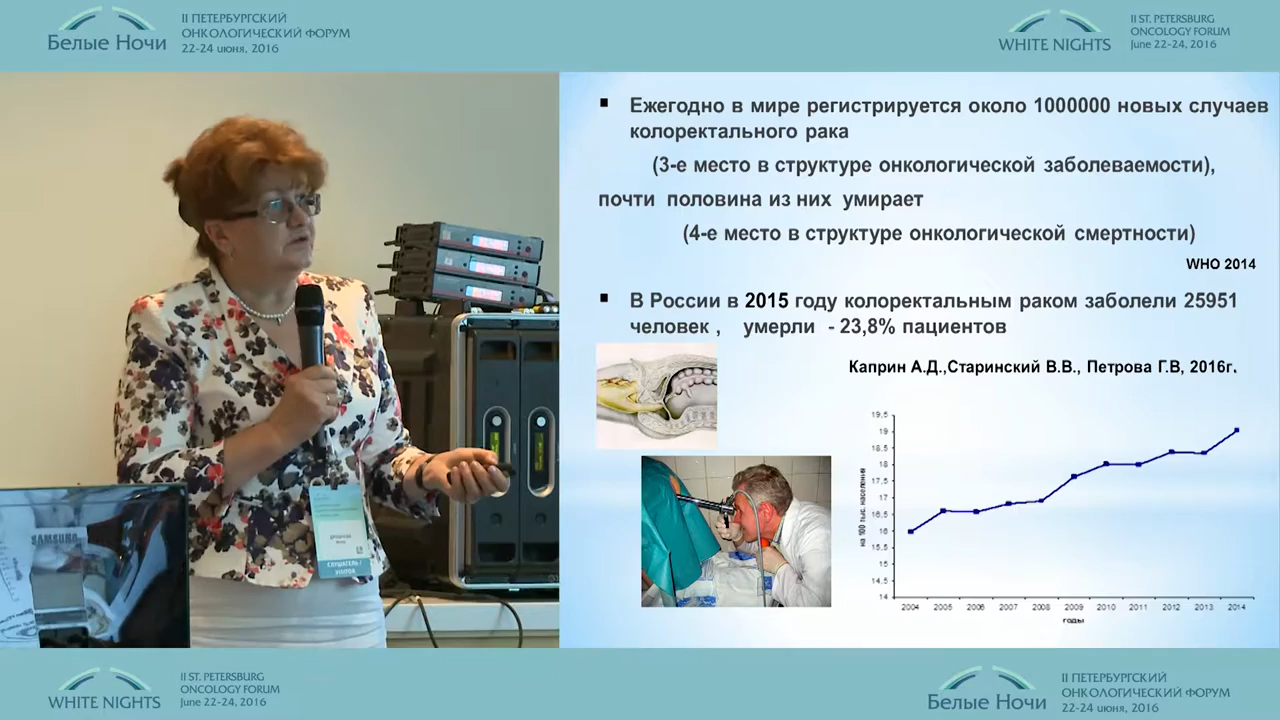 Белые Ночи
II ПЕТЕРБУРГСКИЙ
ОНКОЛОГИЧЕСКИЙ ФОРУМ
22-24 июня, 2016
WHITE NIGHTS
II ST. PETERSBURG
ONCOLOGY FORUM
June 22-24, 2016
▪ Ежегодно в мире регистрируется около 1000000 новых случаев
колоректального рака
(3-е место в структуре онкологической заболеваемости),
почти половина из них умирает
(4-е место в структуре онкологической смертности)
WHO 2014
▪ В России в 2015 году колоректальным раком заболели 25951
человек , умерли - 23,8% пациентов
Каприн А.Д.,Старинский В.В., Петрова Г.В, 2016г.
на 100 тыс. населения
19,5
19
18,5
18
17,5
17
16,5
16
15,5
15
14,5
14
2004 2005 2006 2007 2008 2009 2010 2011 2012 2013 2014
годы
SAMSUNG
СЛУШАТЕЛЬ /
WHITE NIGHTS
II ST. PETERSBURG
ONCOLOGY FORUM
June 22-24, 2016
Белые Ночи
II ПЕТЕРБУРГСКИЙ
ОНКОЛОГИЧЕСКИЙ ФОРУМ
22-24 июня, 2016